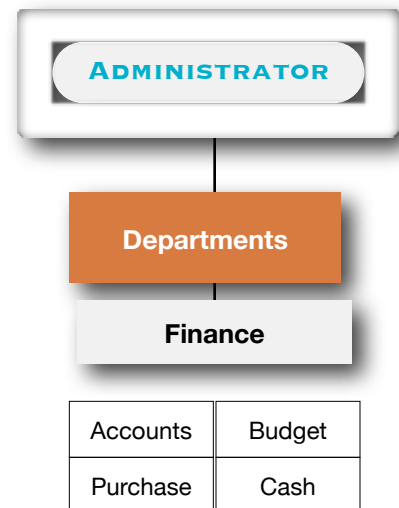 ADMINISTRATOR
Departments
Finance
Accounts Budget
Purchase Cash